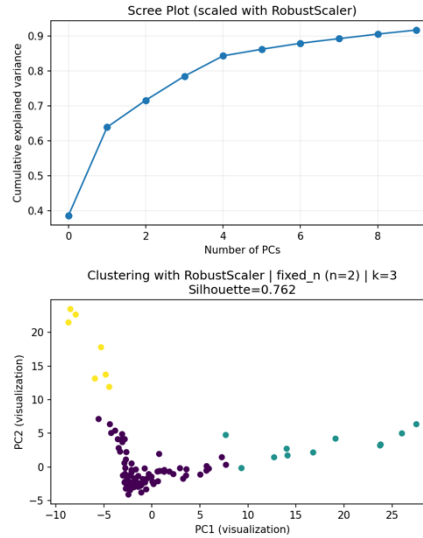 Scree Plot (scaled with RobustScaler)
Cumulative explained variance
0.9
0.8
0.7
0.6
0.5
0.4
0 2 4 6 8
Number of PCs
Clustering with RobustScaler | fixed_n (n=2) | k=3
Silhouette=0.762
PC2 (visualization)
20
15
10
5
0
−5
−10 −5 0 5 10 15 20 25
PC1 (visualization)